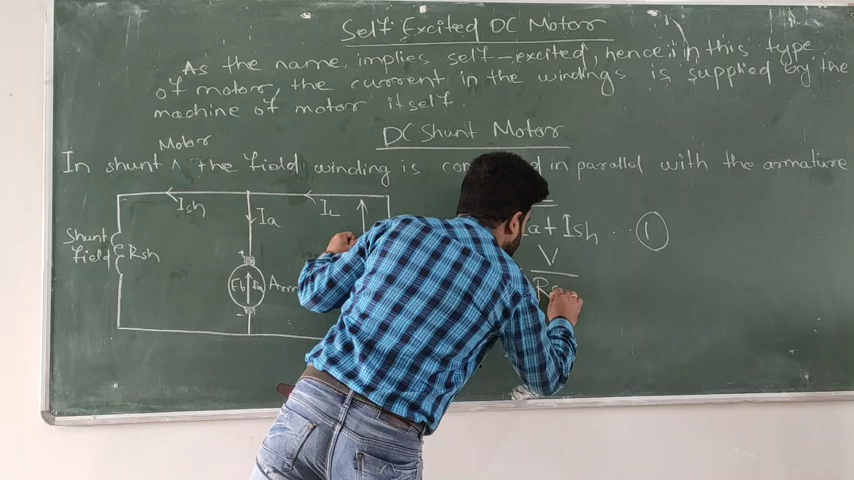 Self Excited DC Motor
As the name implies self-excited, hence in this type
of motor, the current in the windings is supplied by the
machine of motor itself.
DC Shunt Motor
Motor
In shunt ^ the field winding is in parallel with the armature
Ish
Ia
IL
Shunt
field
Rsh
+
Eb
Ra
-
Ia + Ish ... 1
V